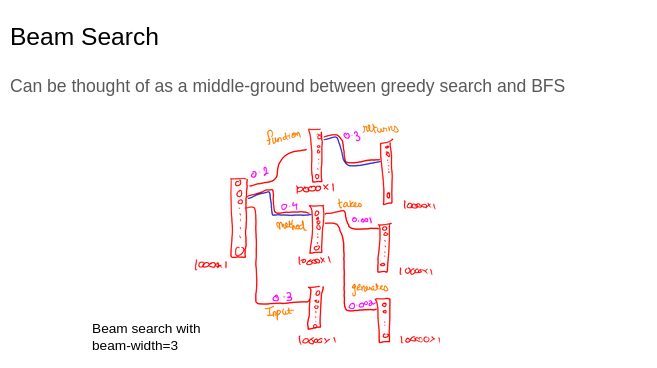 Beam Search
Can be thought of as a middle-ground between greedy search and BFS
function
0.3
returns
0.2
10000x1
0.4
takes
10000x1
0.001
method
10000x1
10000x1
10000x1
generates
0.3
0.002
Input
Beam search with
beam-width=3
10000x1
100000x1